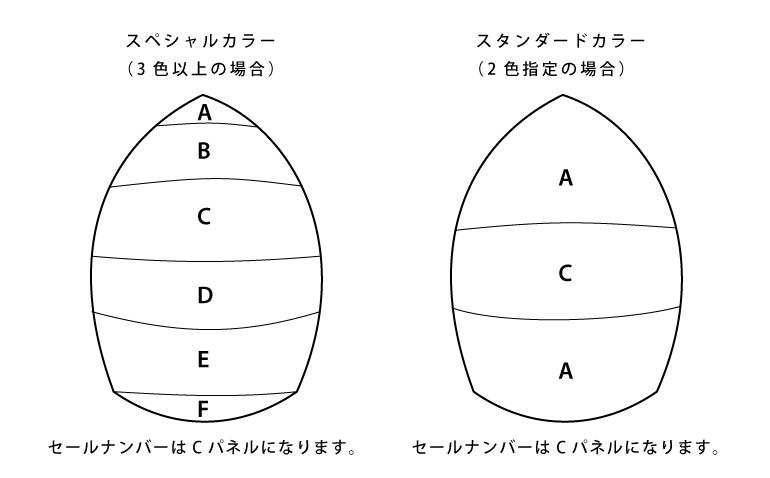 スペシャルカラー
（3色以上の場合）
A
B
C
D
E
F
セールナンバーはCパネルになります。
スタンダードカラー
（2色指定の場合）
A
C
A
セールナンバーはCパネルになります。